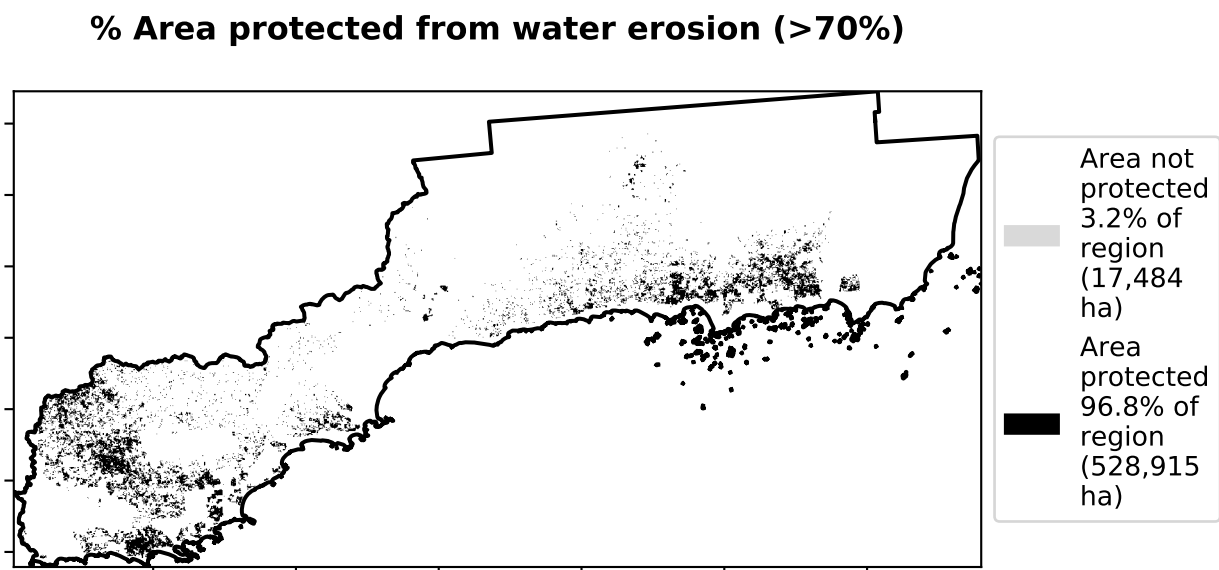 % Area protected from water erosion (>70%)
Area not
protected
3.2% of
region
(17,484
ha)
Area
protected
96.8% of
region
(528,915
ha)